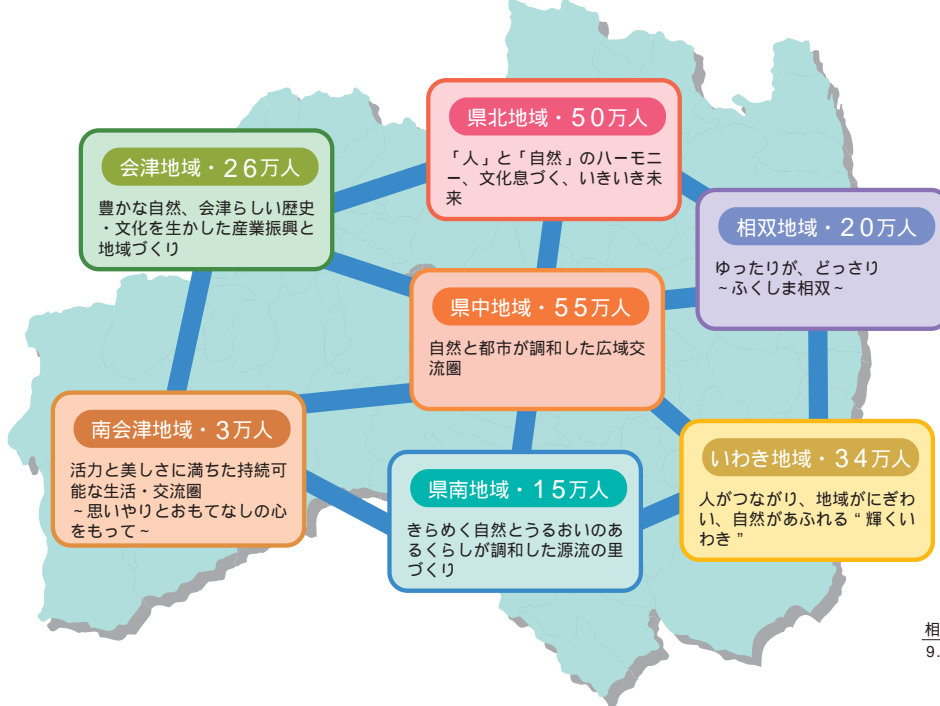 県北地域・50万人
「人」と「自然」のハーモニ
ー、文化息づく、いきいき未
来
会津地域・26万人
豊かな自然、会津らしい歴史
・文化を生かした産業振興と
地域づくり
相双地域・20万人
ゆったりが、どっさり
~ふくしま相双~
県中地域・55万人
自然と都市が調和した広域交
流圏
南会津地域・3万人
活力と美しさに満ちた持続可
能な生活・交流圏
~思いやりとおもてなしの心
をもって~
県南地域・15万人
きらめく自然とうるおいのあ
るくらしが調和した源流の里
づくり
いわき地域・34万人
人がつながり、地域がにぎわ
い、自然があふれる“輝くい
わき”
相
9.